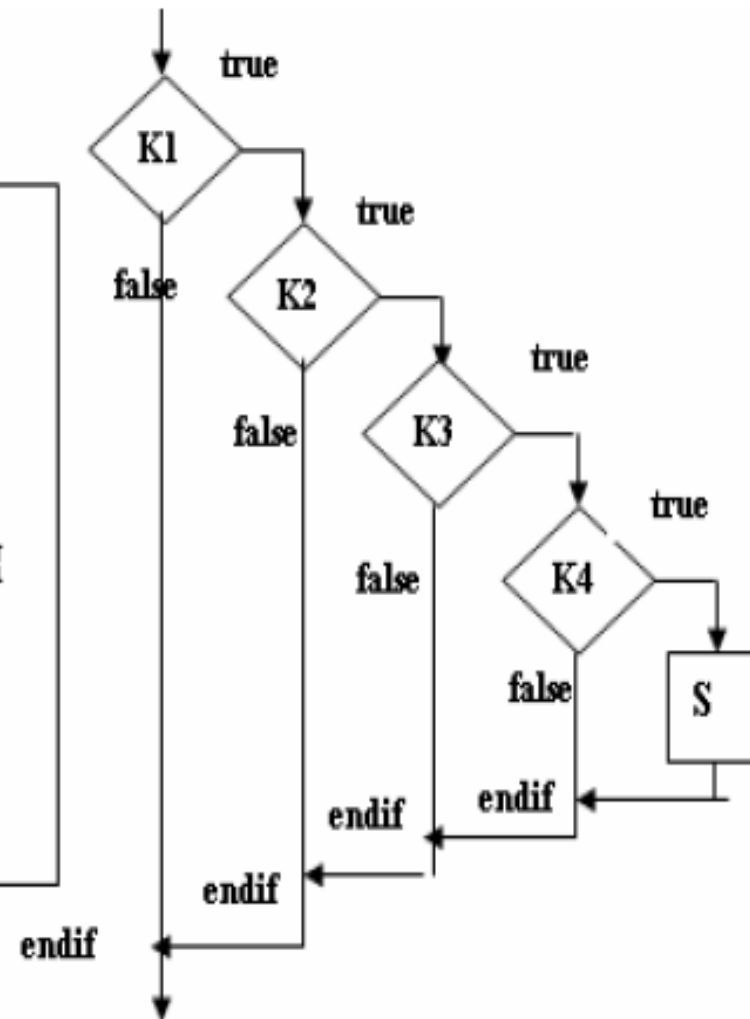 true
K1
true
false
K2
true
false
K3
true
false
K4
false
S
endif
endif
endif
endif